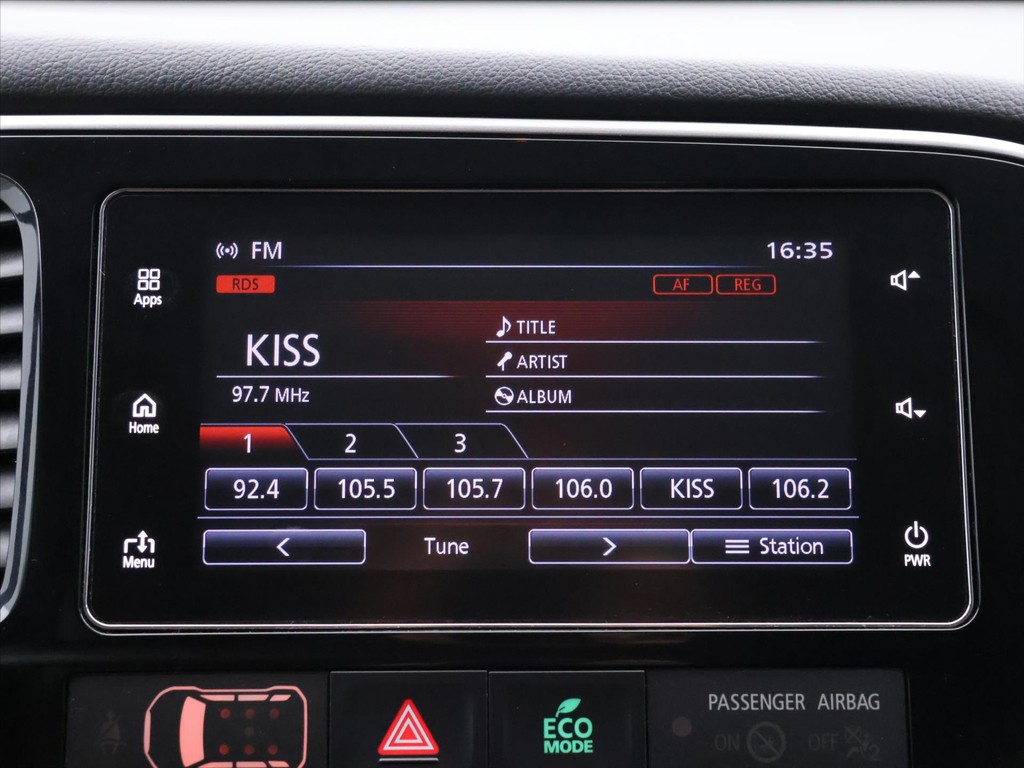 FM 16:35
RDS AF REG
Apps
TITLE
KISS
ARTIST
97.7 MHz ALBUM
Home
1 2 3
92.4 105.5 105.7 106.0 KISS 106.2
< Tune > Station
Menu PWR
PASSENGER AIRBAG
ECO
MODE
ON OFF 2